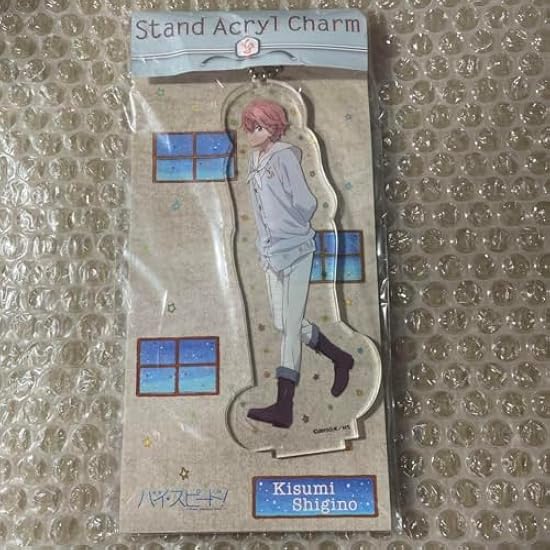 Stand Acryl Charm
ハイ☆スピード!
Kisumi
Shigino